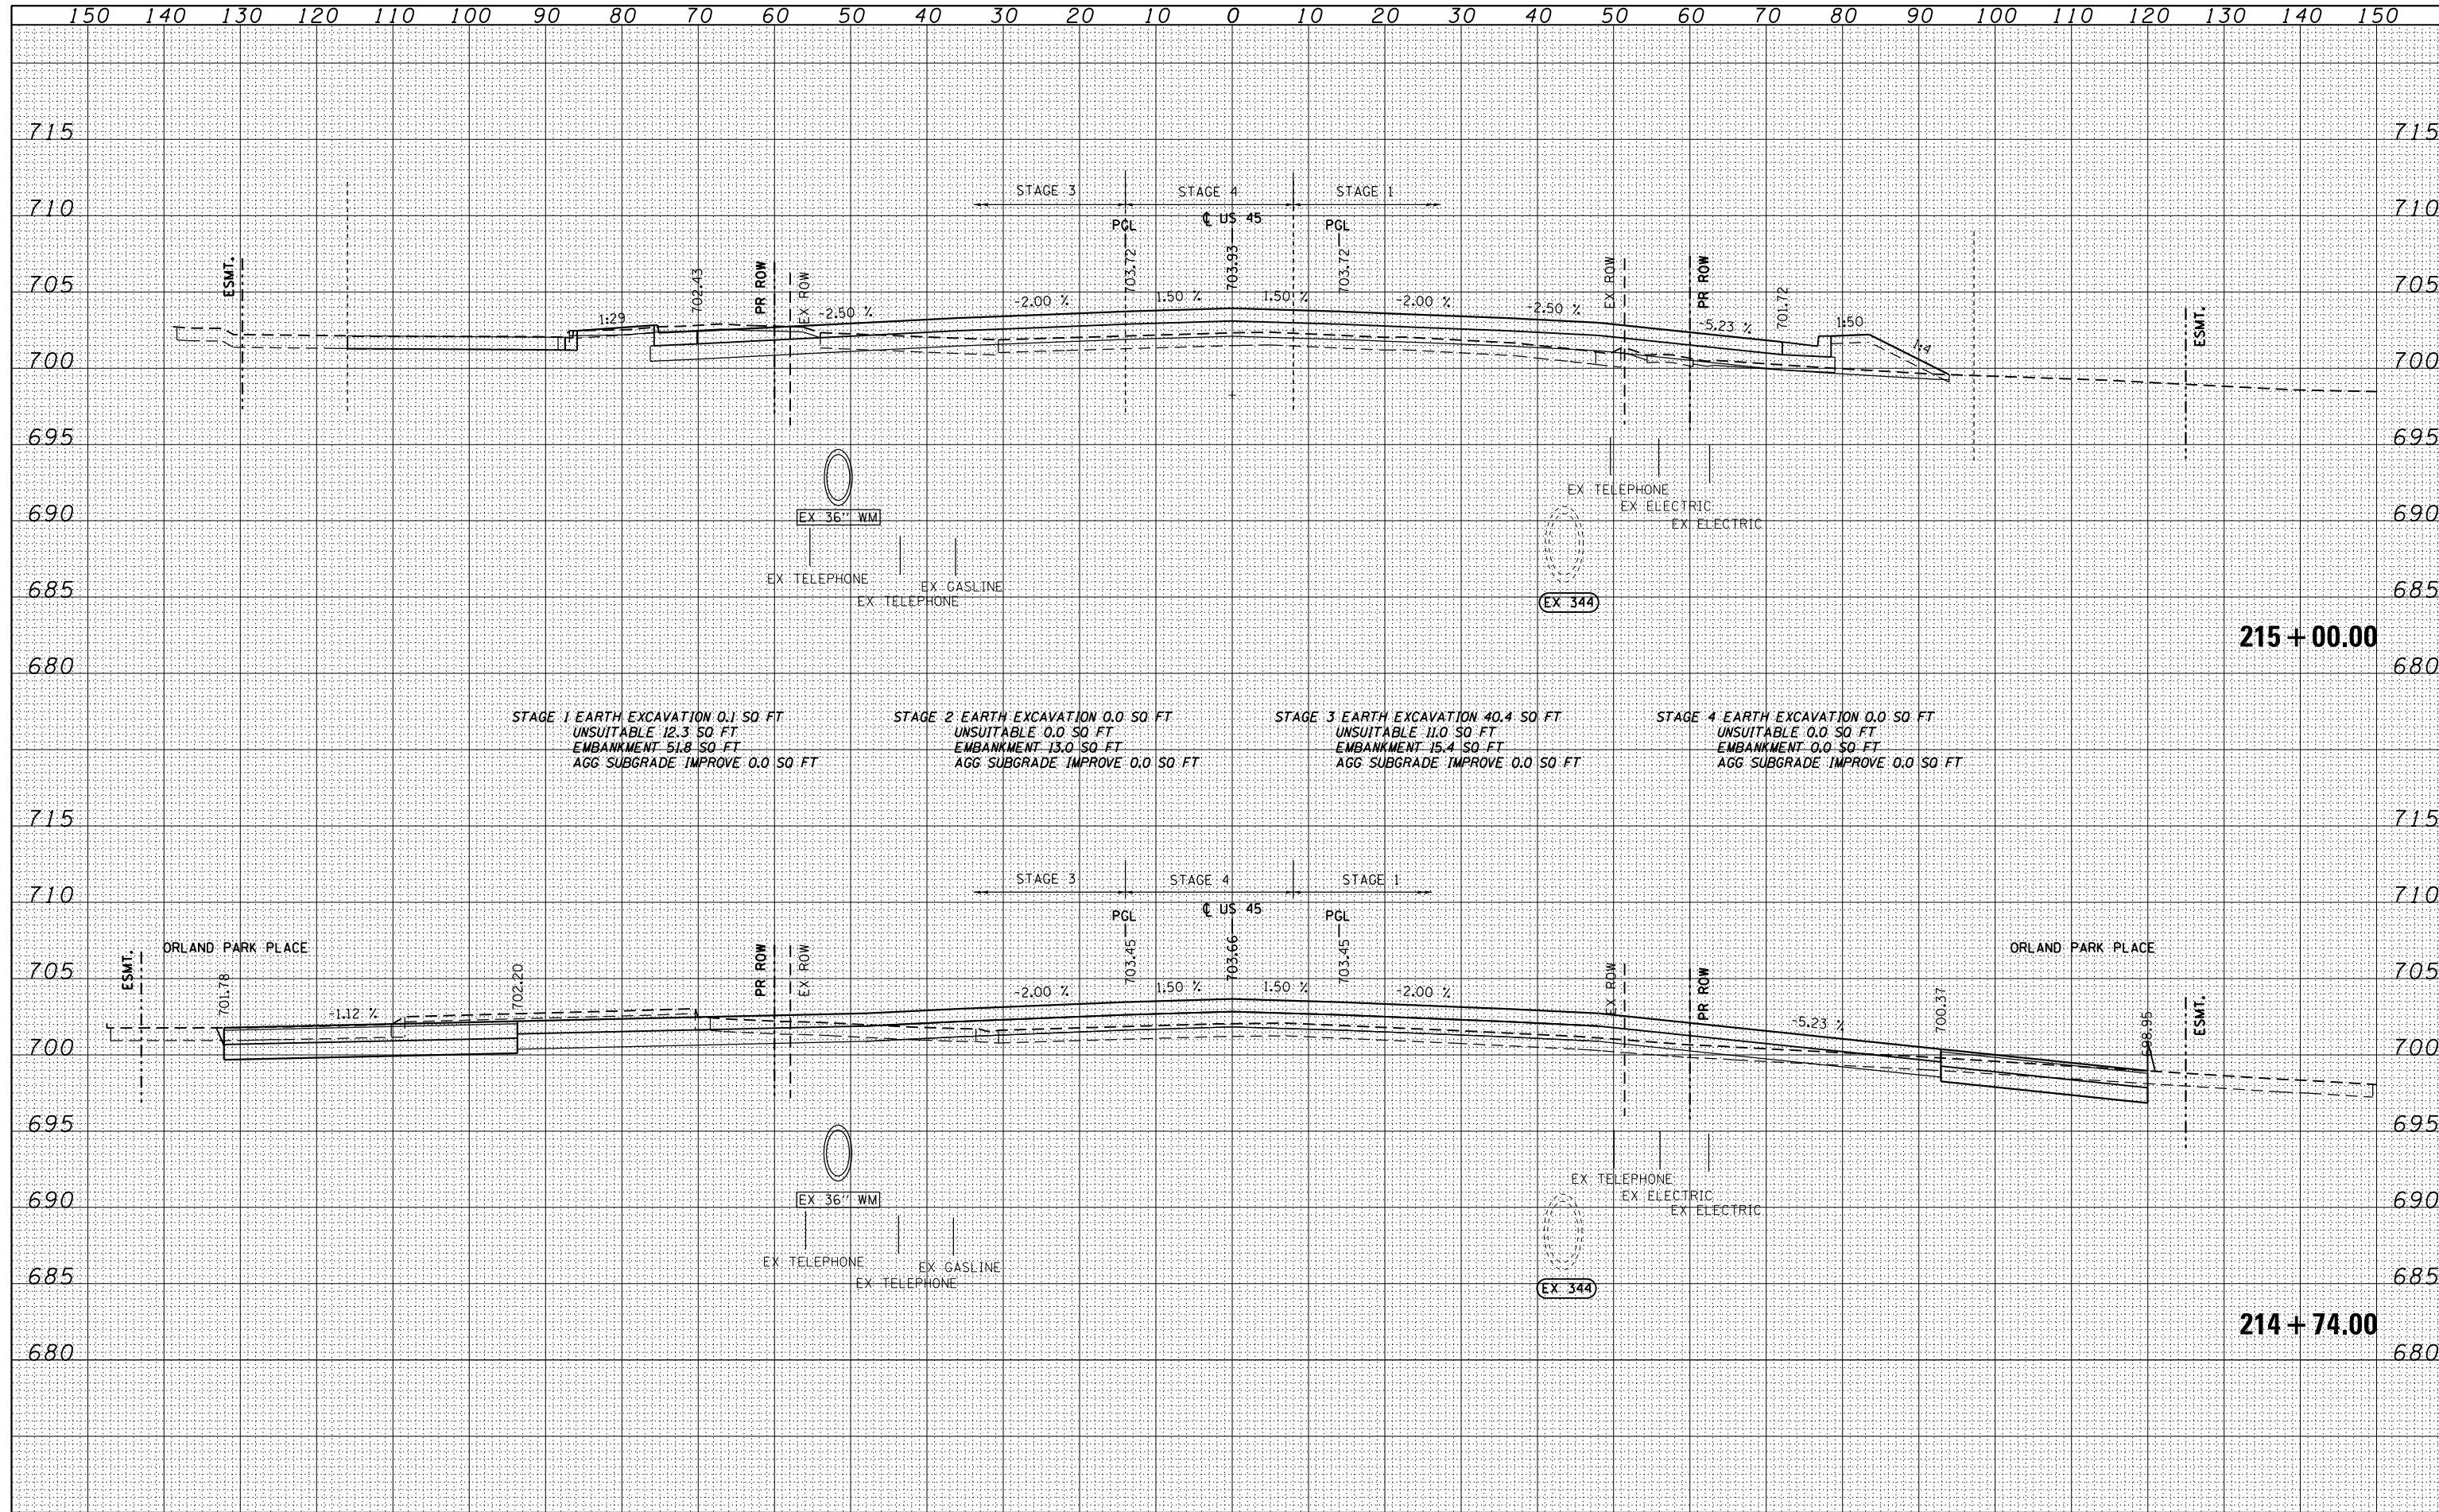 150 140 130 120 110 100 90 80 70 60 50 40 30 20 10 0 10 20 30 40 50 60 70 80 90 100 110 120 130 140 150
715 715
STAGE 3 STAGE 4 STAGE 1
710 710
℄ US 45
PGL PGL
ESMT. 702.43 PR ROW EX ROW 703.72 703.93 703.72 EX ROW PR ROW 701.72 ESMT.
705 705
1:29 -2.50 % -2.00 % 1.50 % 1.50 % -2.00 % -2.50 % -5.23 % 1:50 1:4
700 700
695 695
EX TELEPHONE
EX ELECTRIC
EX 36'' WM
EX ELECTRIC
690 690
EX TELEPHONE
EX GASLINE
EX TELEPHONE
EX 344
685 685
215 + 00.00
680 680
STAGE 1 EARTH EXCAVATION 0.1 SQ FT
UNSUITABLE 12.3 SQ FT
EMBANKMENT 51.8 SQ FT
AGG SUBGRADE IMPROVE 0.0 SQ FT
STAGE 2 EARTH EXCAVATION 0.0 SQ FT
UNSUITABLE 0.0 SQ FT
EMBANKMENT 13.0 SQ FT
AGG SUBGRADE IMPROVE 0.0 SQ FT
STAGE 3 EARTH EXCAVATION 40.4 SQ FT
UNSUITABLE 11.0 SQ FT
EMBANKMENT 15.4 SQ FT
AGG SUBGRADE IMPROVE 0.0 SQ FT
STAGE 4 EARTH EXCAVATION 0.0 SQ FT
UNSUITABLE 0.0 SQ FT
EMBANKMENT 0.0 SQ FT
AGG SUBGRADE IMPROVE 0.0 SQ FT
715 715
STAGE 3 STAGE 4 STAGE 1
710 710
℄ US 45
PGL PGL
ORLAND PARK PLACE ORLAND PARK PLACE
ESMT. 701.78 702.20 PR ROW EX ROW 703.45 703.66 703.45 EX ROW PR ROW 700.37 698.95 ESMT.
705 705
-1.12 % -2.00 % 1.50 % 1.50 % -2.00 % -5.23 %
700 700
695 695
EX TELEPHONE
EX ELECTRIC
EX 36'' WM
EX ELECTRIC
690 690
EX TELEPHONE
EX GASLINE
EX TELEPHONE
EX 344
685 685
214 + 74.00
680 680